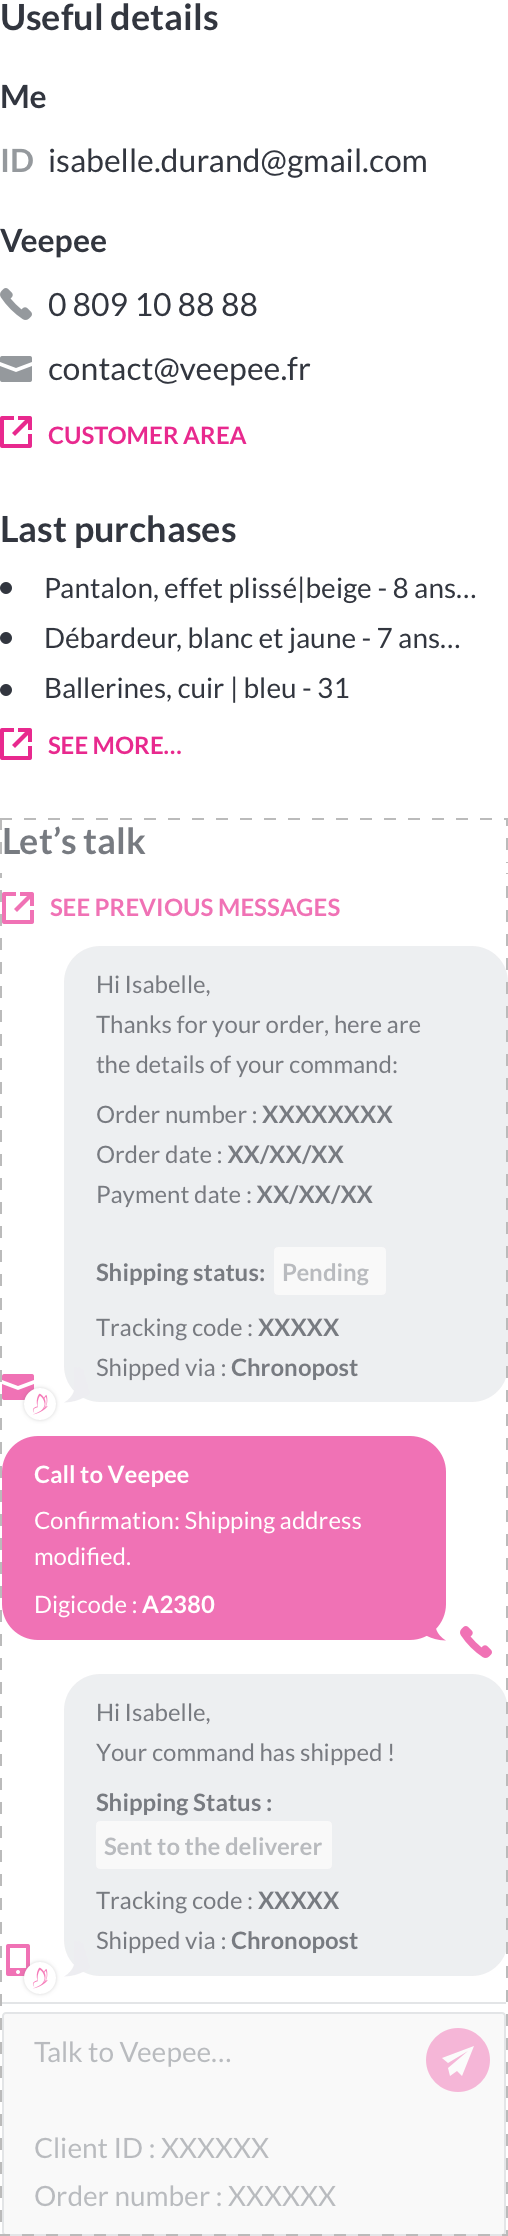 Useful details
Me
ID isabelle.durand@gmail.com
Veepee
0 809 10 88 88
contact@veepee.fr
CUSTOMER AREA
Last purchases
• Pantalon, effet plissé|beige - 8 ans...
• Débardeur, blanc et jaune - 7 ans...
• Ballerines, cuir | bleu - 31
SEE MORE...
Let's talk
SEE PREVIOUS MESSAGES
Hi Isabelle,
Thanks for your order, here are
the details of your command:
Order number : XXXXXXXX
Order date : XX/XX/XX
Payment date : XX/XX/XX
Shipping status: Pending
Tracking code : XXXXX
Shipped via : Chronopost
Call to Veepee
Confirmation: Shipping address
modified.
Digicode : A2380
Hi Isabelle,
Your command has shipped !
Shipping Status :
Sent to the deliverer
Tracking code : XXXXX
Shipped via : Chronopost
Talk to Veepee...
Client ID : XXXXXX
Order number : XXXXXX